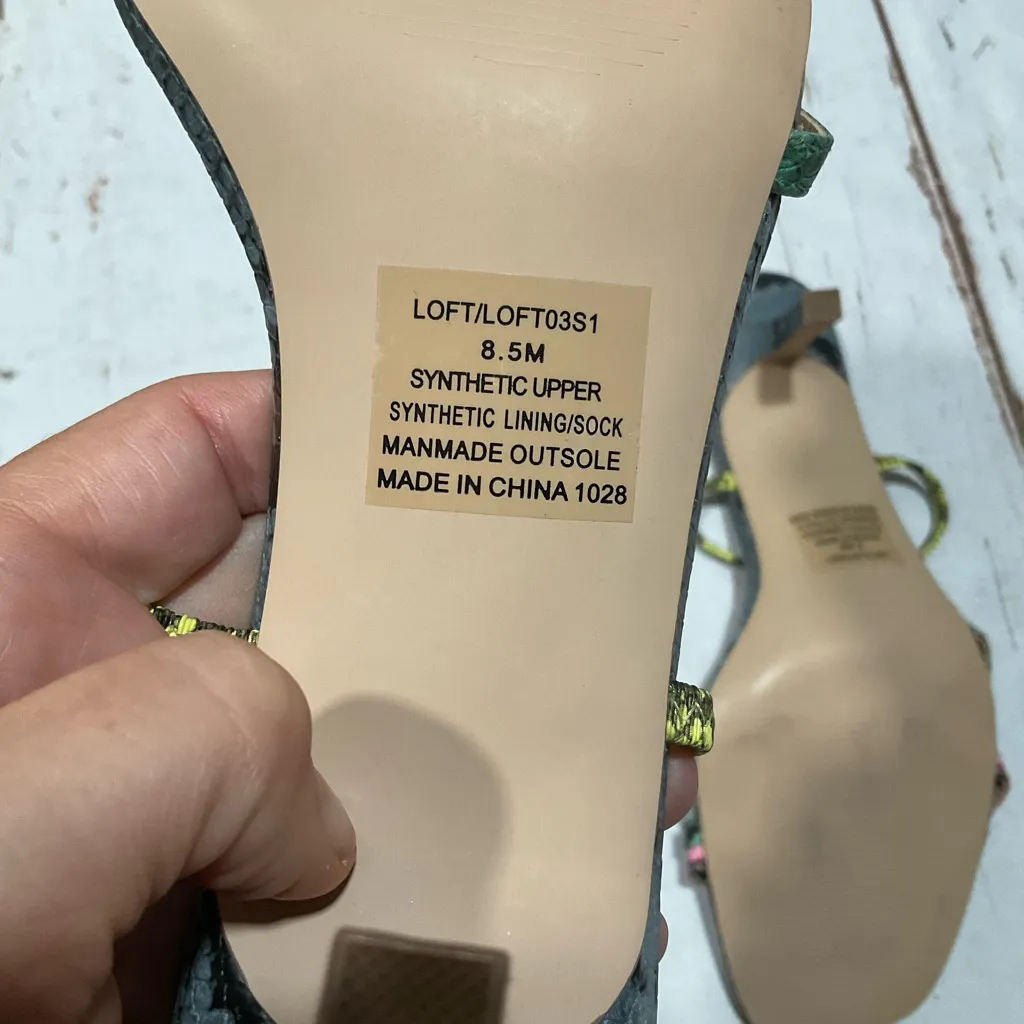 LOFT/LOFT03S1
8.5M
SYNTHETIC UPPER
SYNTHETIC LINING/SOCK
MANMADE OUTSOLE
MADE IN CHINA 1028